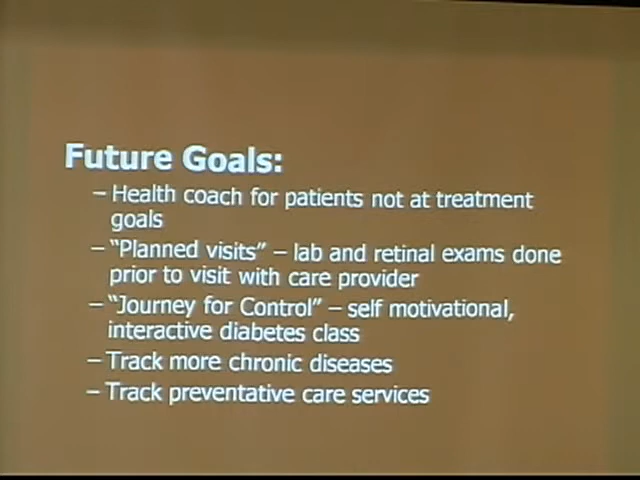 Future Goals:
– Health coach for patients not at treatment
goals
– “Planned visits” – lab and retinal exams done
prior to visit with care provider
– “Journey for Control” – self motivational,
interactive diabetes class
– Track more chronic diseases
– Track preventative care services